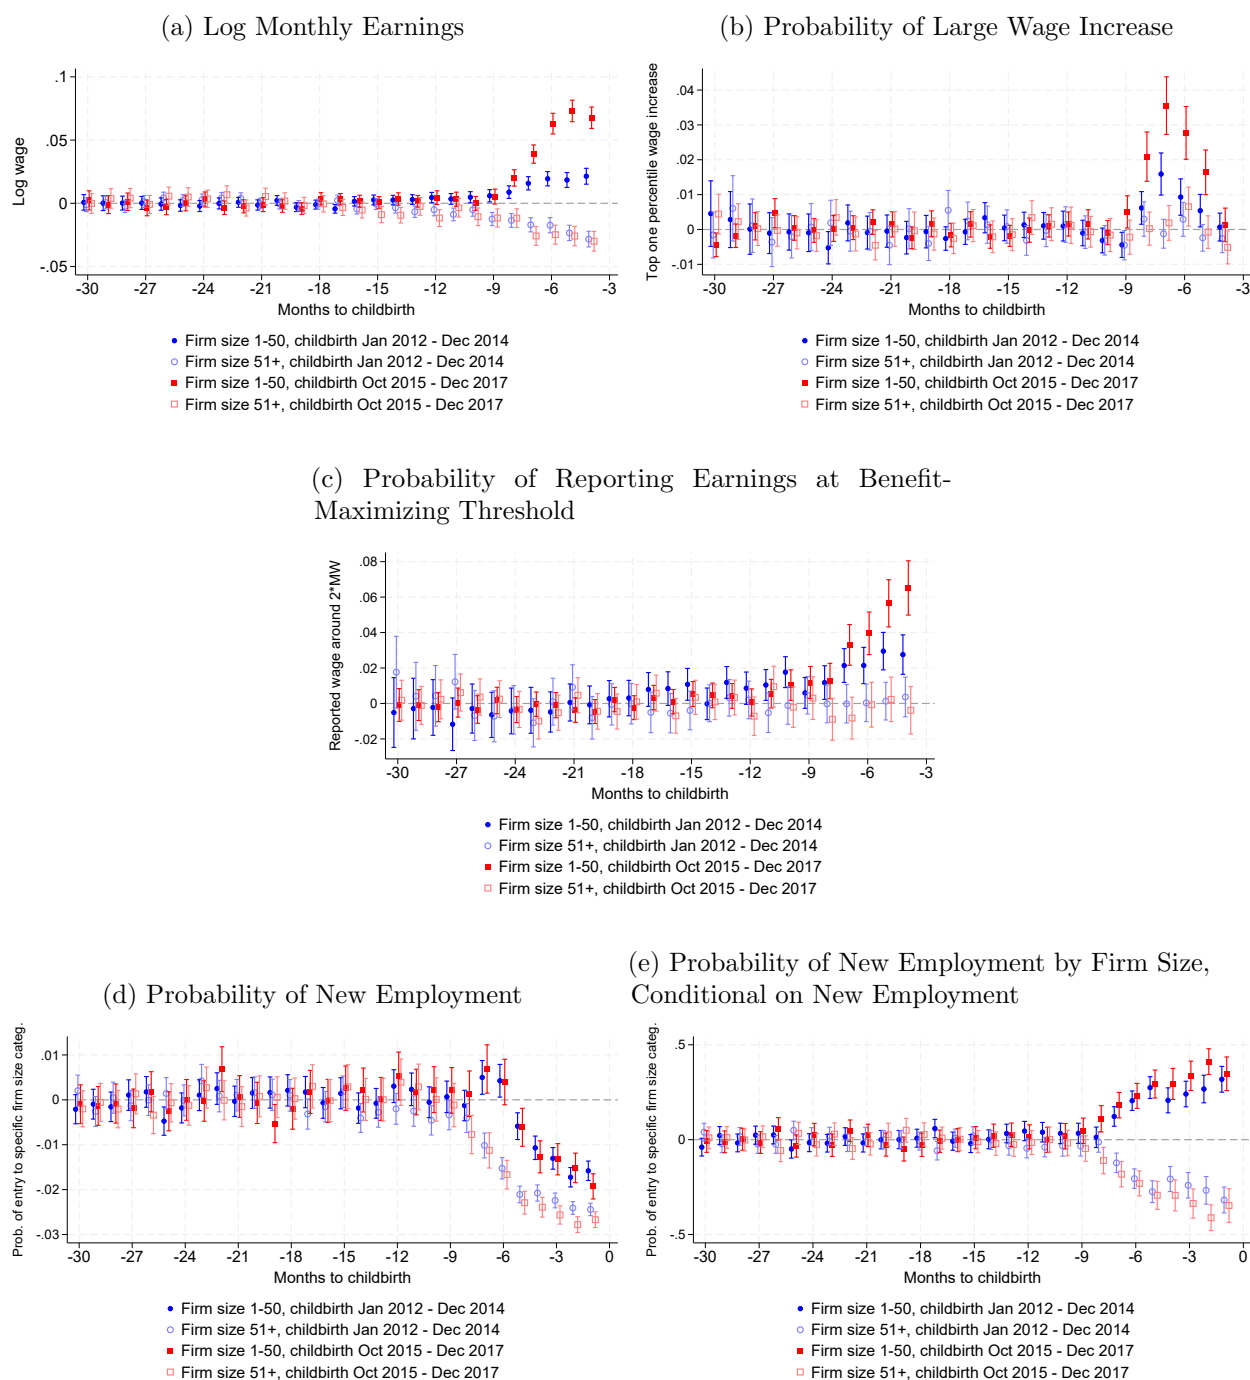 (a) Log Monthly Earnings
Log wage
.1
.05
0
-.05
-30 -27 -24 -21 -18 -15 -12 -9 -6 -3
Months to childbirth
Firm size 1-50, childbirth Jan 2012 - Dec 2014
Firm size 51+, childbirth Jan 2012 - Dec 2014
Firm size 1-50, childbirth Oct 2015 - Dec 2017
Firm size 51+, childbirth Oct 2015 - Dec 2017
(b) Probability of Large Wage Increase
Top one percentile wage increase
.04
.03
.02
.01
0
-.01
-30 -27 -24 -21 -18 -15 -12 -9 -6 -3
Months to childbirth
Firm size 1-50, childbirth Jan 2012 - Dec 2014
Firm size 51+, childbirth Jan 2012 - Dec 2014
Firm size 1-50, childbirth Oct 2015 - Dec 2017
Firm size 51+, childbirth Oct 2015 - Dec 2017
(c) Probability of Reporting Earnings at Benefit-
Maximizing Threshold
Reported wage around 2*MW
.08
.06
.04
.02
0
-.02
-30 -27 -24 -21 -18 -15 -12 -9 -6 -3
Months to childbirth
Firm size 1-50, childbirth Jan 2012 - Dec 2014
Firm size 51+, childbirth Jan 2012 - Dec 2014
Firm size 1-50, childbirth Oct 2015 - Dec 2017
Firm size 51+, childbirth Oct 2015 - Dec 2017
(d) Probability of New Employment
Prob. of entry to specific firm size categ.
.01
0
-.01
-.02
-.03
-30 -27 -24 -21 -18 -15 -12 -9 -6 -3 0
Months to childbirth
Firm size 1-50, childbirth Jan 2012 - Dec 2014
Firm size 51+, childbirth Jan 2012 - Dec 2014
Firm size 1-50, childbirth Oct 2015 - Dec 2017
Firm size 51+, childbirth Oct 2015 - Dec 2017
(e) Probability of New Employment by Firm Size,
Conditional on New Employment
Prob. of entry to specific firm size categ.
.5
0
-.5
-30 -27 -24 -21 -18 -15 -12 -9 -6 -3 0
Months to childbirth
Firm size 1-50, childbirth Jan 2012 - Dec 2014
Firm size 51+, childbirth Jan 2012 - Dec 2014
Firm size 1-50, childbirth Oct 2015 - Dec 2017
Firm size 51+, childbirth Oct 2015 - Dec 2017